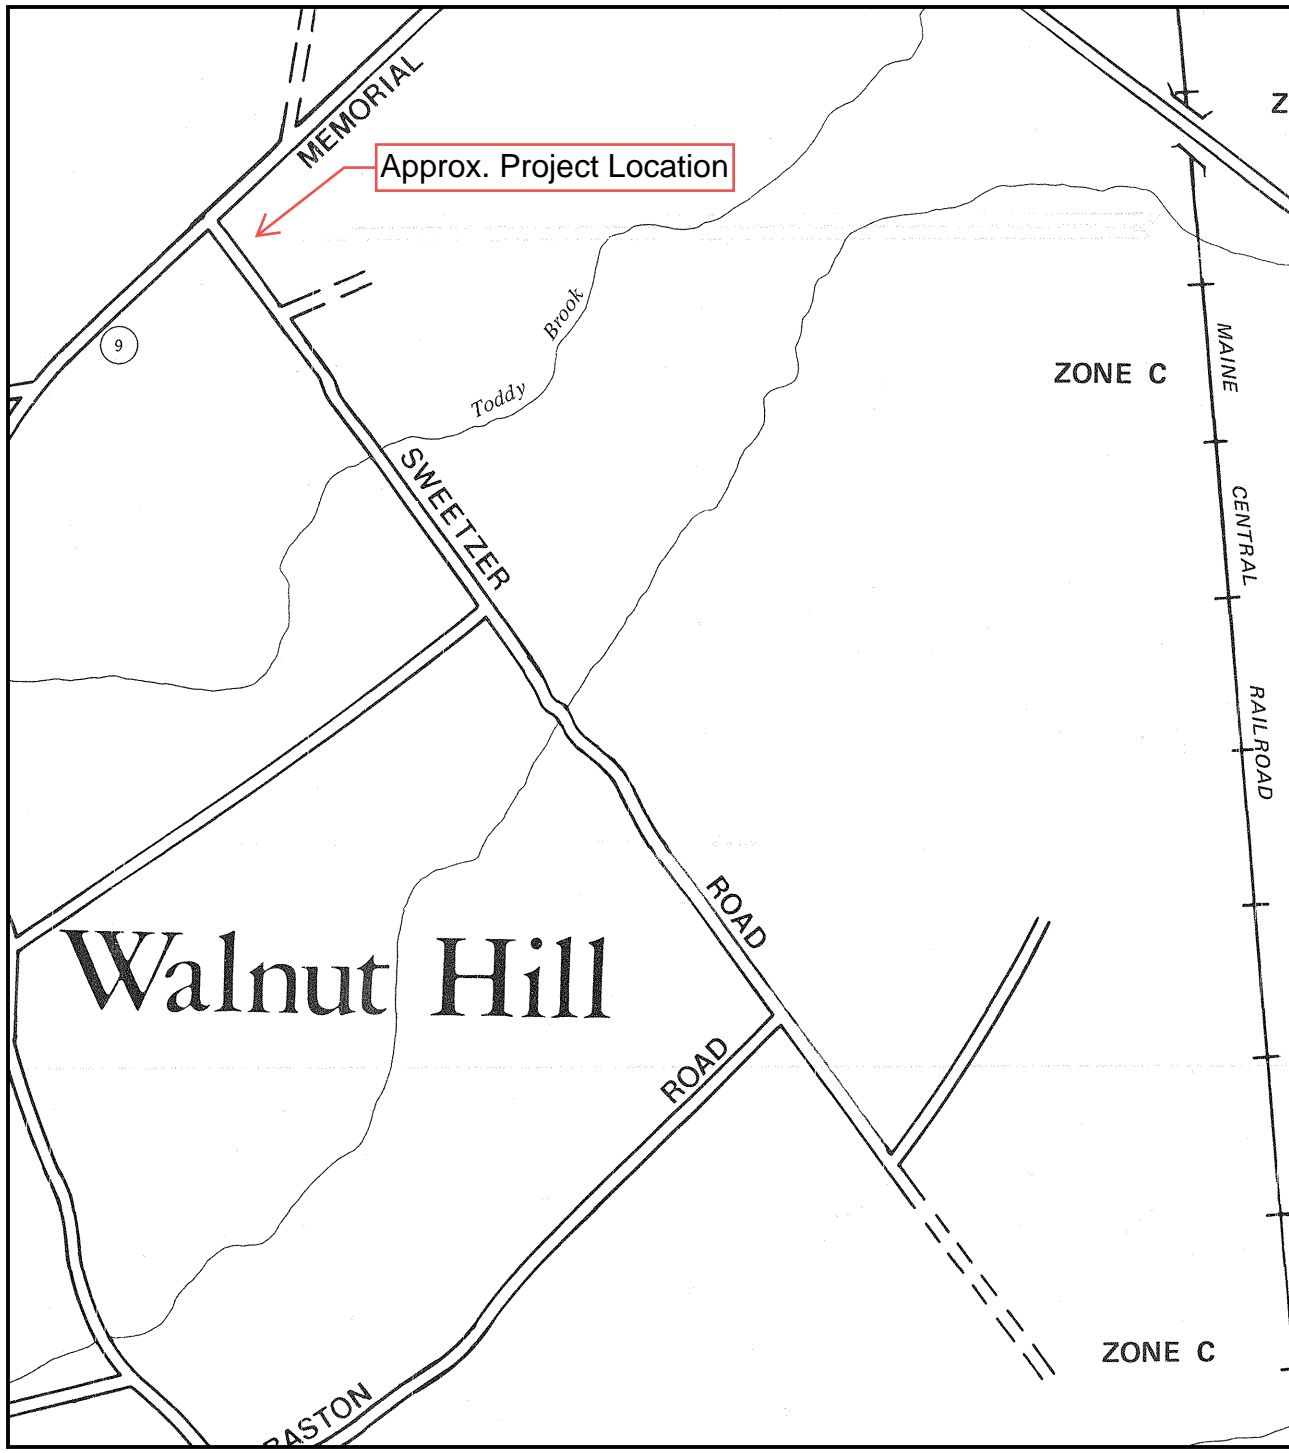 MEMORIAL
Approx. Project Location
Z
9
Brook
Toddy
ZONE C
MAINE
CENTRAL
RAILROAD
SWEETZER
ROAD
Walnut Hill
ROAD
ZONE C